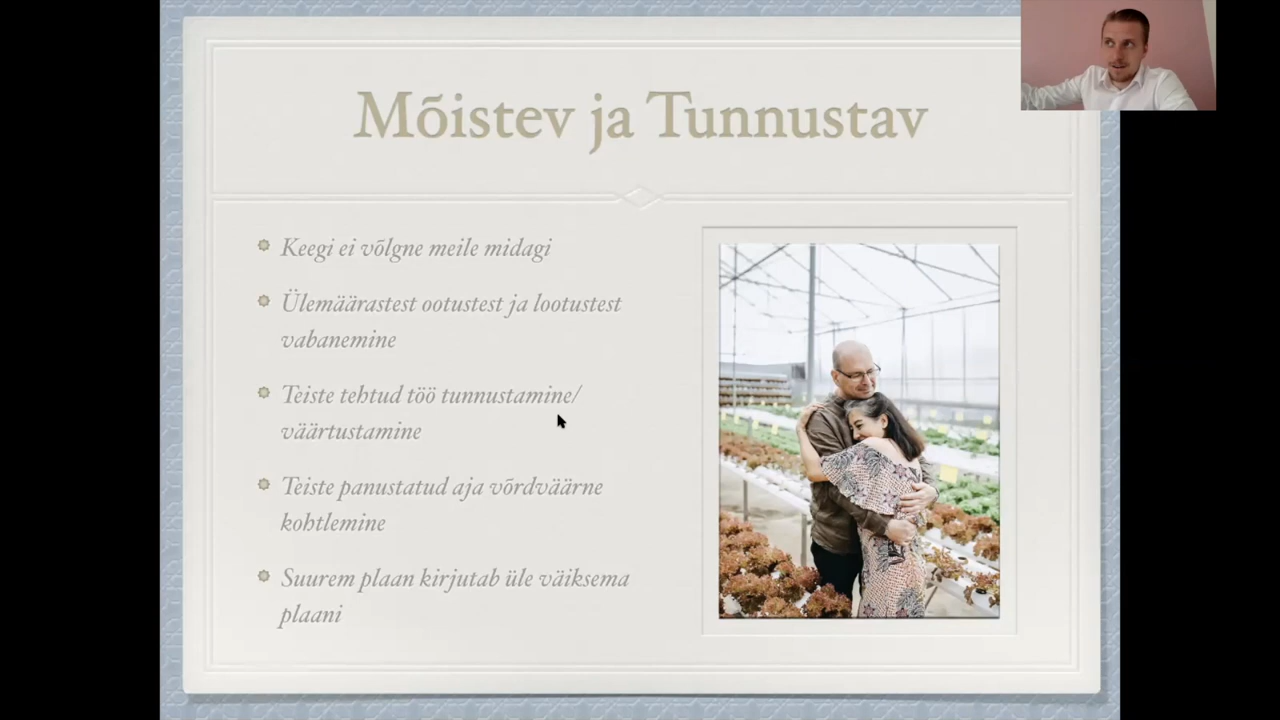 Mõistev ja Tunnustav
Keegi ei võlgne meile midagi
Ülemäärastest ootustest ja lootustest
vabanemine
Teiste tehtud töö tunnustamine/
väärtustamine
Teiste panustatud aja võrdväärne
kohtlemine
Suurem plaan kirjutab üle väiksema
plaani